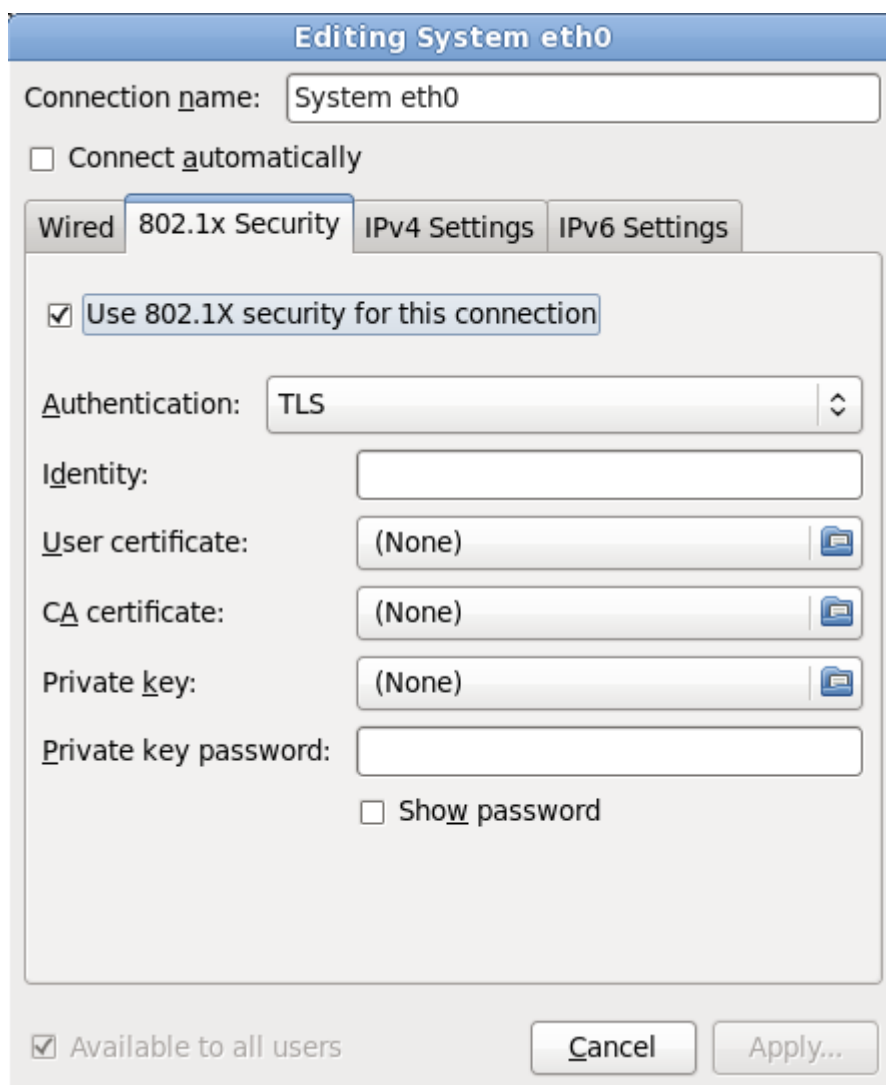 Editing System eth0
Connection name: System eth0
Connect automatically
Wired 802.1x Security IPv4 Settings IPv6 Settings
Use 802.1X security for this connection
Authentication: TLS
Identity:
User certificate: (None)
CA certificate: (None)
Private key: (None)
Private key password:
Show password
Available to all users Cancel Apply...